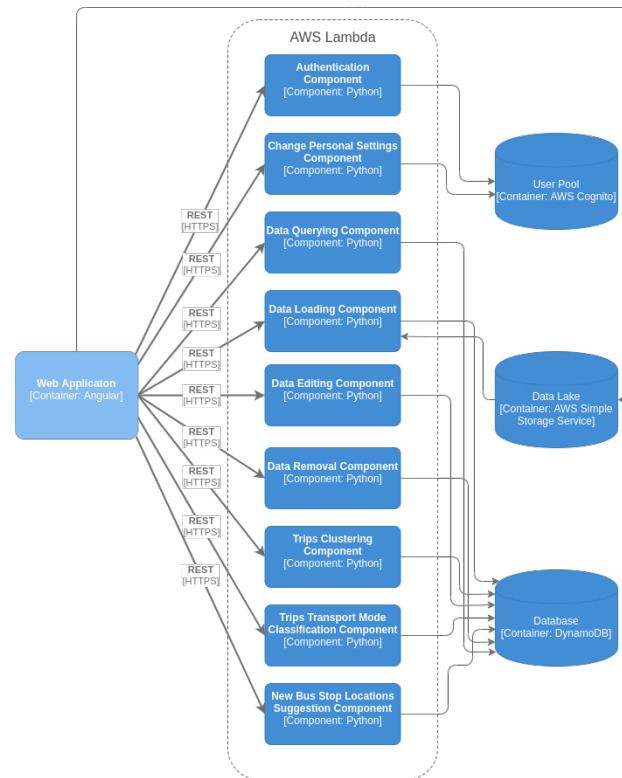 AWS Lambda
Authentication
Component
[Component: Python]
Change Personal Settings
Component
[Component: Python]
Data Querying Component
[Component: Python]
Data Loading Component
[Component: Python]
Data Editing Component
[Component: Python]
Data Removal Component
[Component: Python]
Trips Clustering
Component
[Component: Python]
Trips Transport Mode
Classification Component
[Component: Python]
New Bus Stop Locations
Suggestion Component
[Component: Python]
REST
[HTTPS]
REST
[HTTPS]
REST
[HTTPS]
REST
[HTTPS]
REST
[HTTPS]
REST
[HTTPS]
REST
[HTTPS]
REST
[HTTPS]
REST
[HTTPS]
Web Applicaton
[Container: Angular]
User Pool
[Container: AWS Cognito]
Data Lake
[Container: AWS Simple
Storage Service]
Database
[Container: DynamoDB]